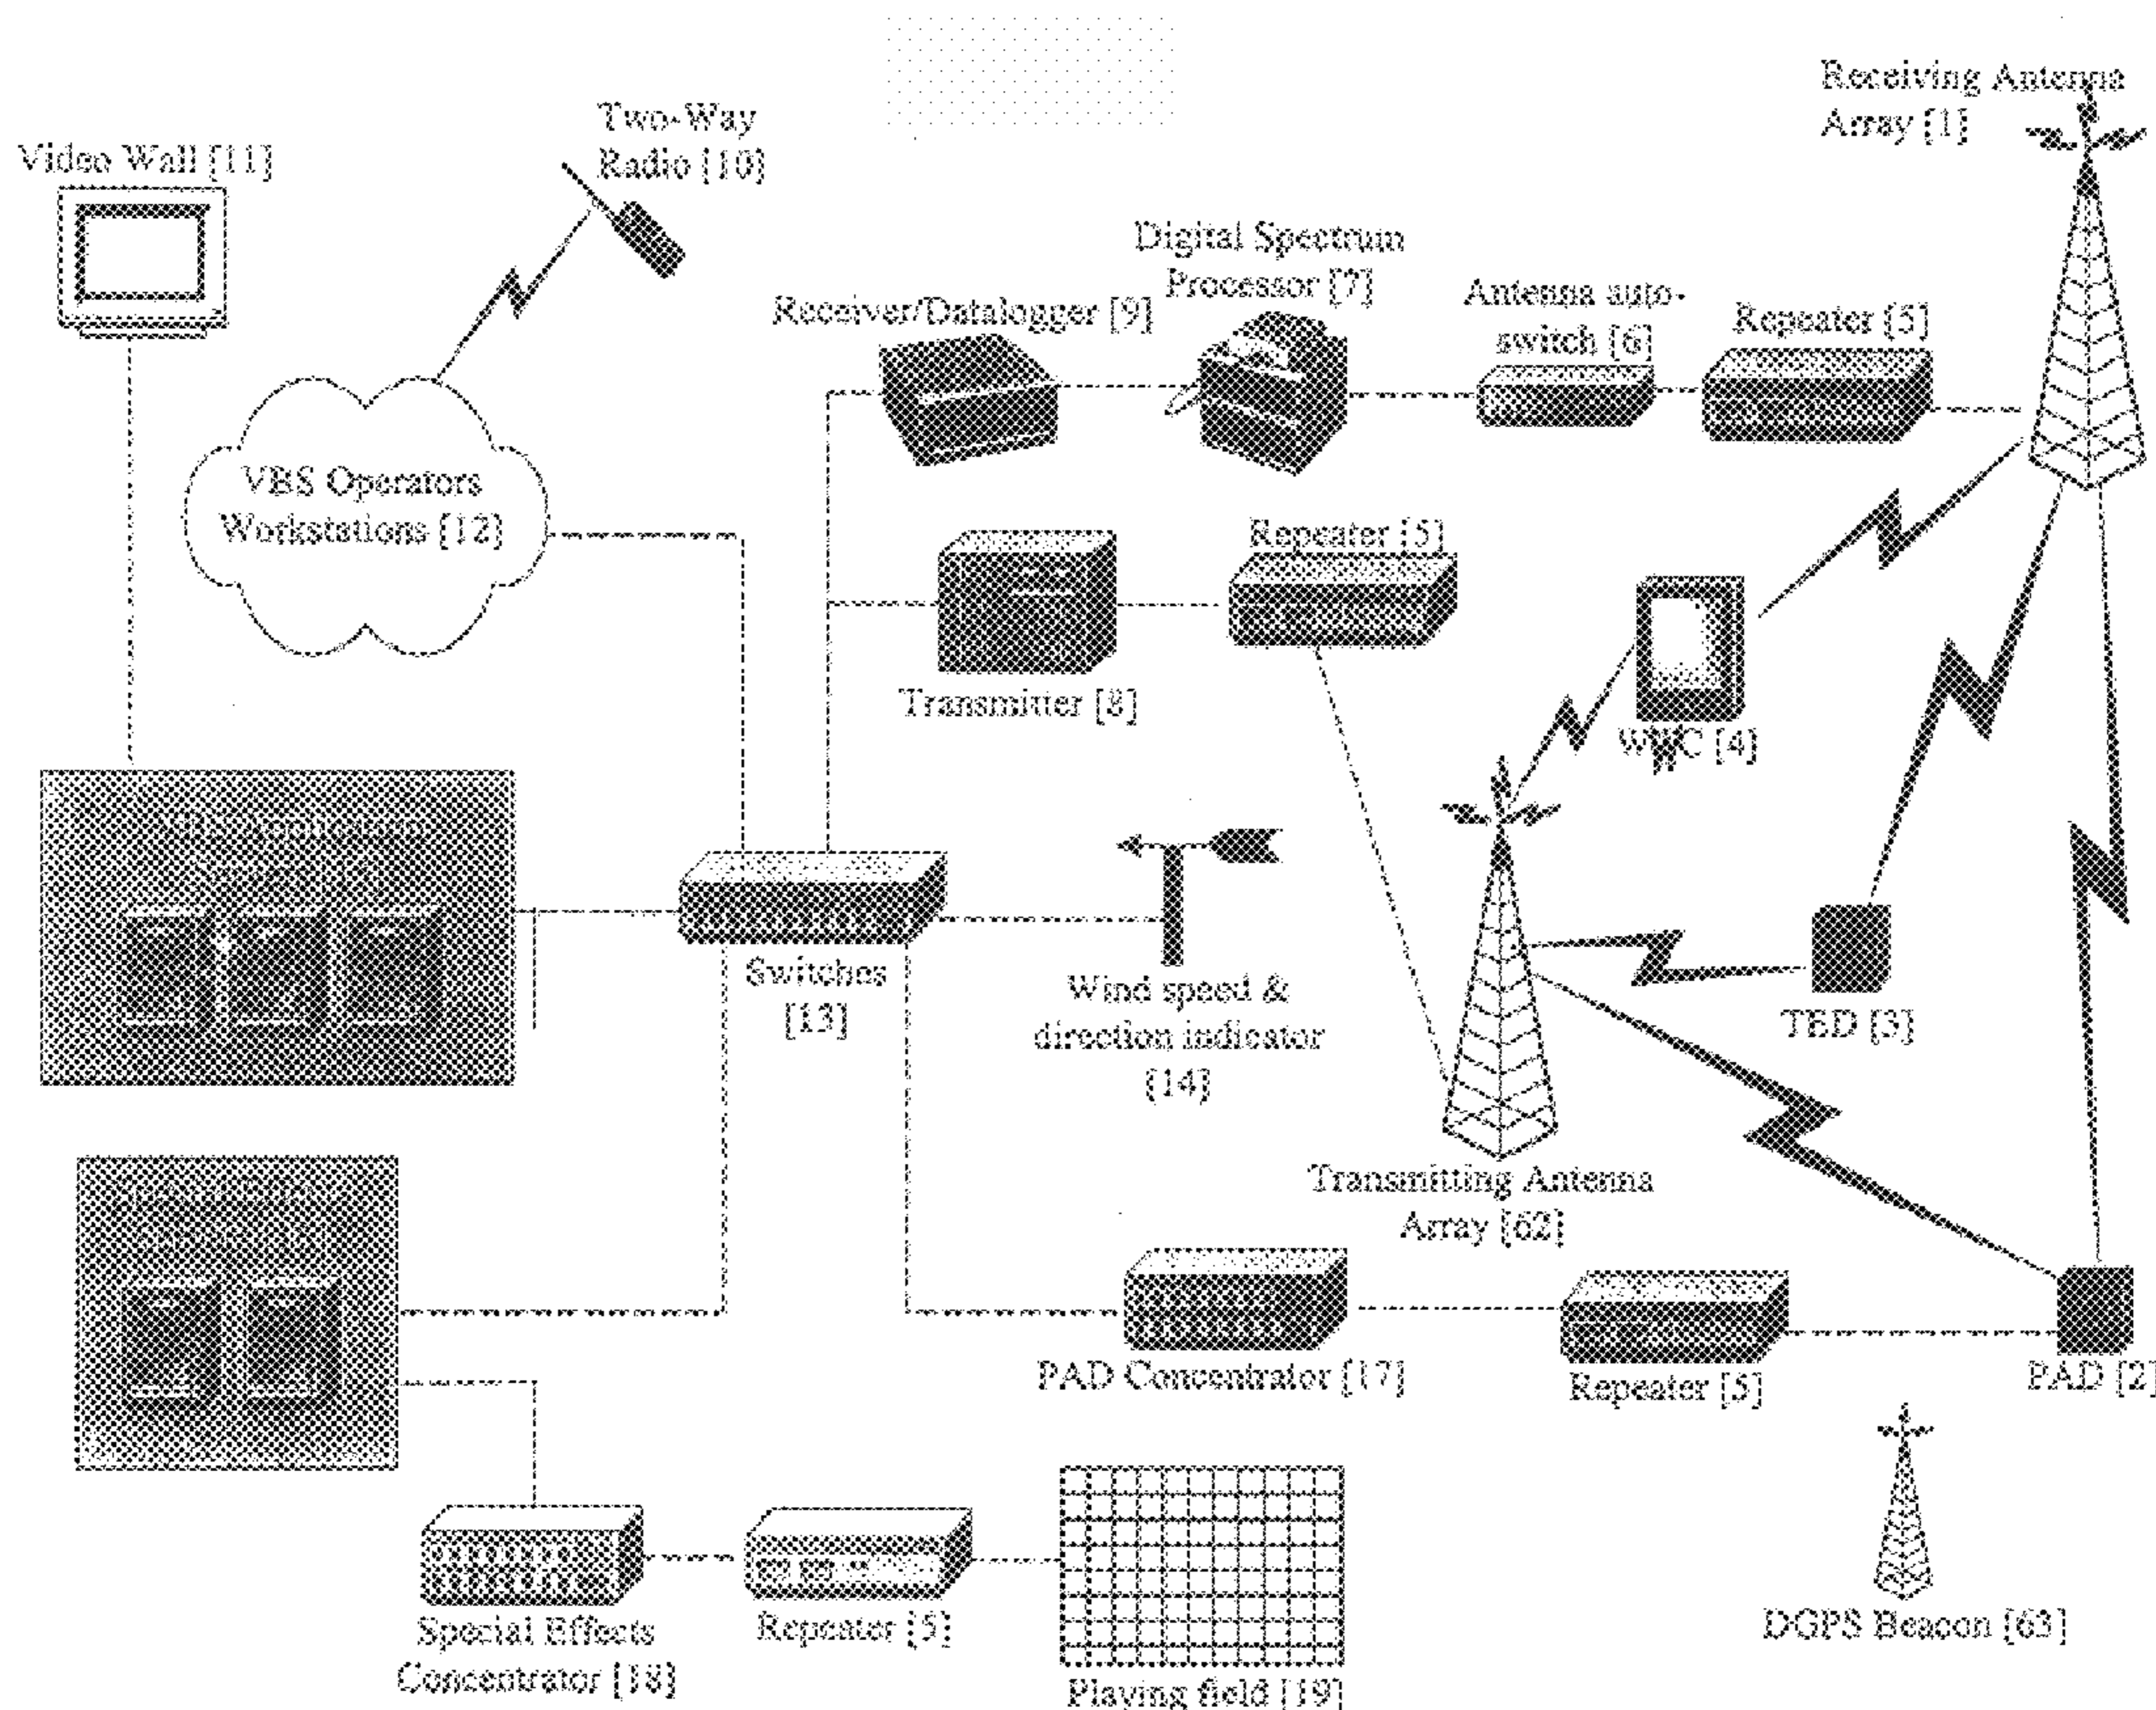 Receiving Antenna
Array [1]
Two-Way
Radio [10]
Video Wall [11]
Digital Spectrum
Processor [7]
Receiver/Datalogger [9]
Antenna auto-
switch [6]
Repeater [5]
VBS Operators
Workstations [12]
Repeater [5]
Transmitter [8]
[4]
Switches
[13]
Wind speed &
direction indicator
[14]
TED [3]
Transmitting Antenna
Array [62]
PAD Concentrator [17]
Repeater [5]
PAD [2]
Special Effects
Concentrator [18]
Repeater [5]
Playing field [19]
DGPS Beacon [63]